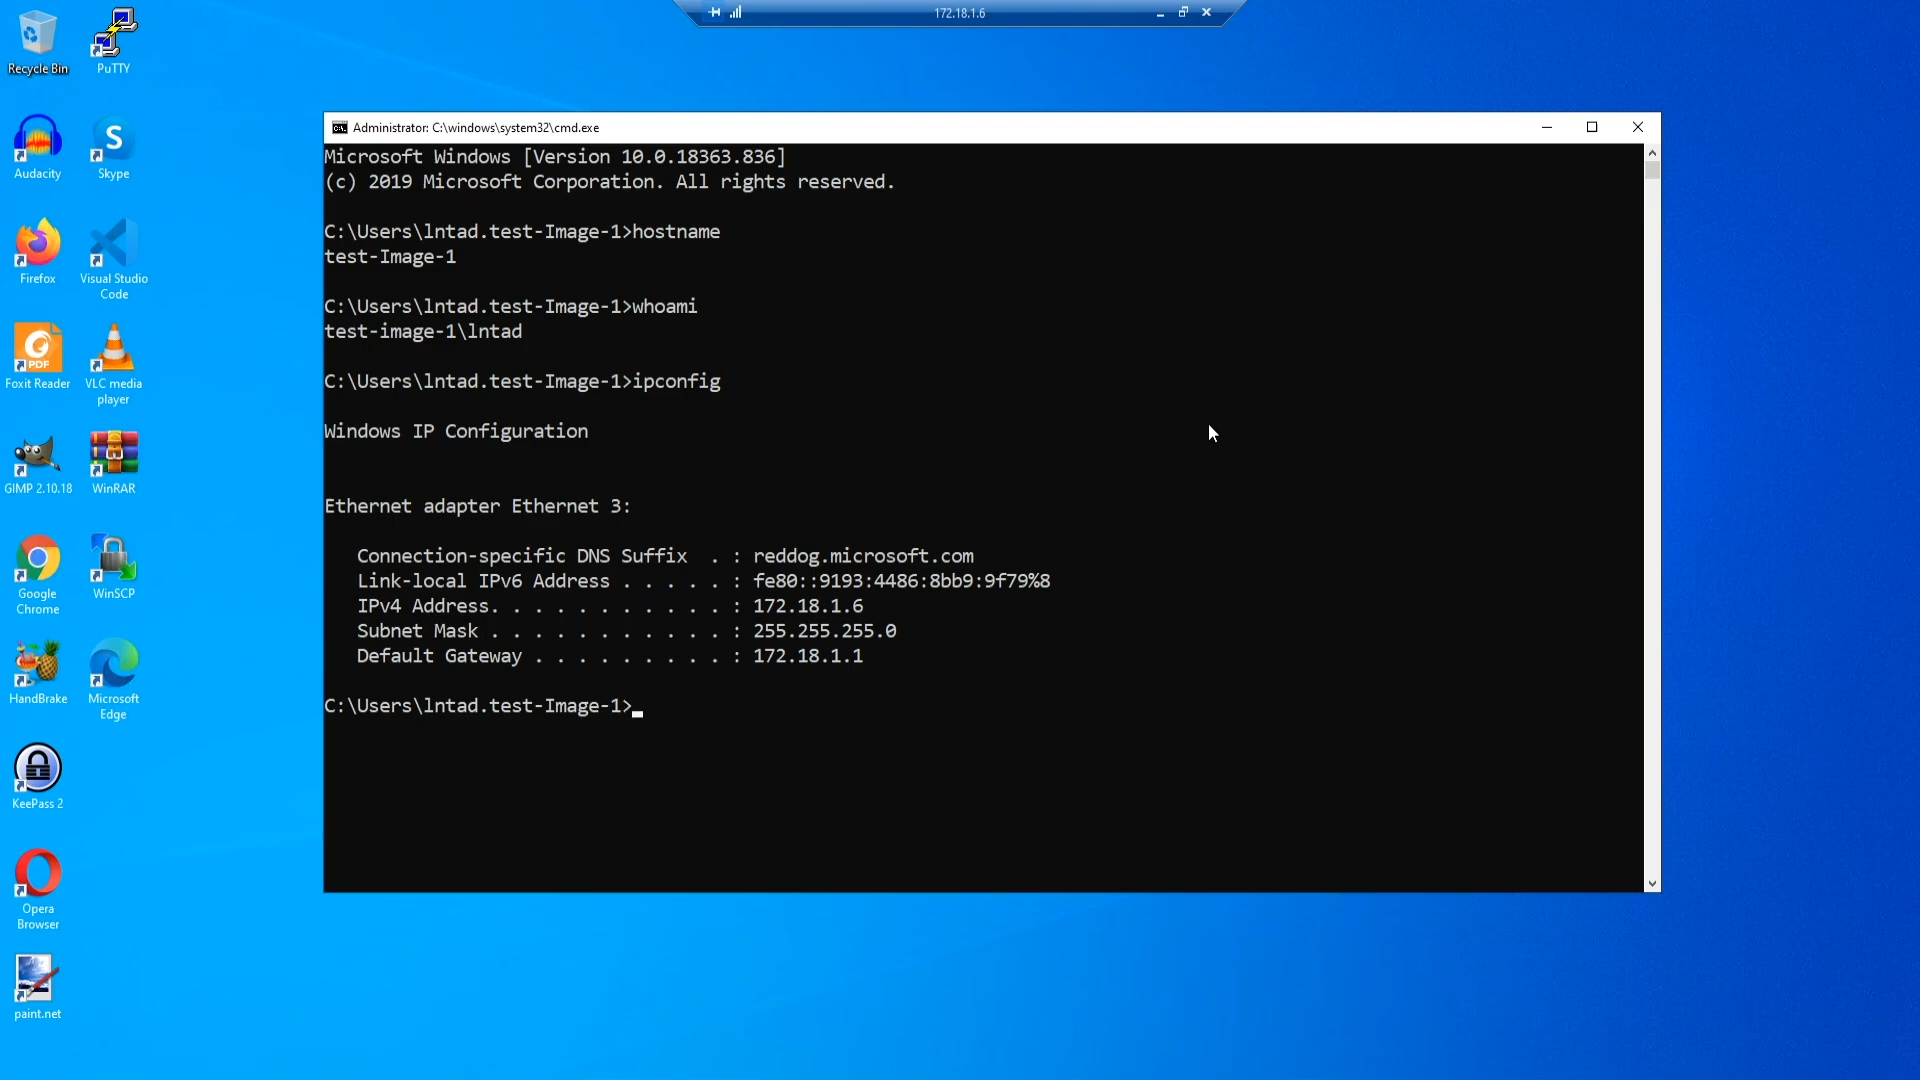 172.18.1.6
Recycle Bin
PuTTY
Audacity
Skype
Firefox
Visual Studio
Code
PDF
Foxit Reader
VLC media
player
GIMP 2.10.18
WinRAR
Google
Chrome
WinSCP
HandBrake
Microsoft
Edge
KeePass 2
Opera
Browser
paint.net
Administrator: C:\windows\system32\cmd.exe
Microsoft Windows [Version 10.0.18363.836]
(c) 2019 Microsoft Corporation. All rights reserved.
C:\Users\lntad.test-Image-1>hostname
test-Image-1
C:\Users\lntad.test-Image-1>whoami
test-image-1\lntad
C:\Users\lntad.test-Image-1>ipconfig
Windows IP Configuration
Ethernet adapter Ethernet 3:
Connection-specific DNS Suffix  . : reddog.microsoft.com
Link-local IPv6 Address . . . . . : fe80::9193:4486:8bb9:9f79%8
IPv4 Address. . . . . . . . . . . : 172.18.1.6
Subnet Mask . . . . . . . . . . . : 255.255.255.0
Default Gateway . . . . . . . . . : 172.18.1.1
C:\Users\lntad.test-Image-1>